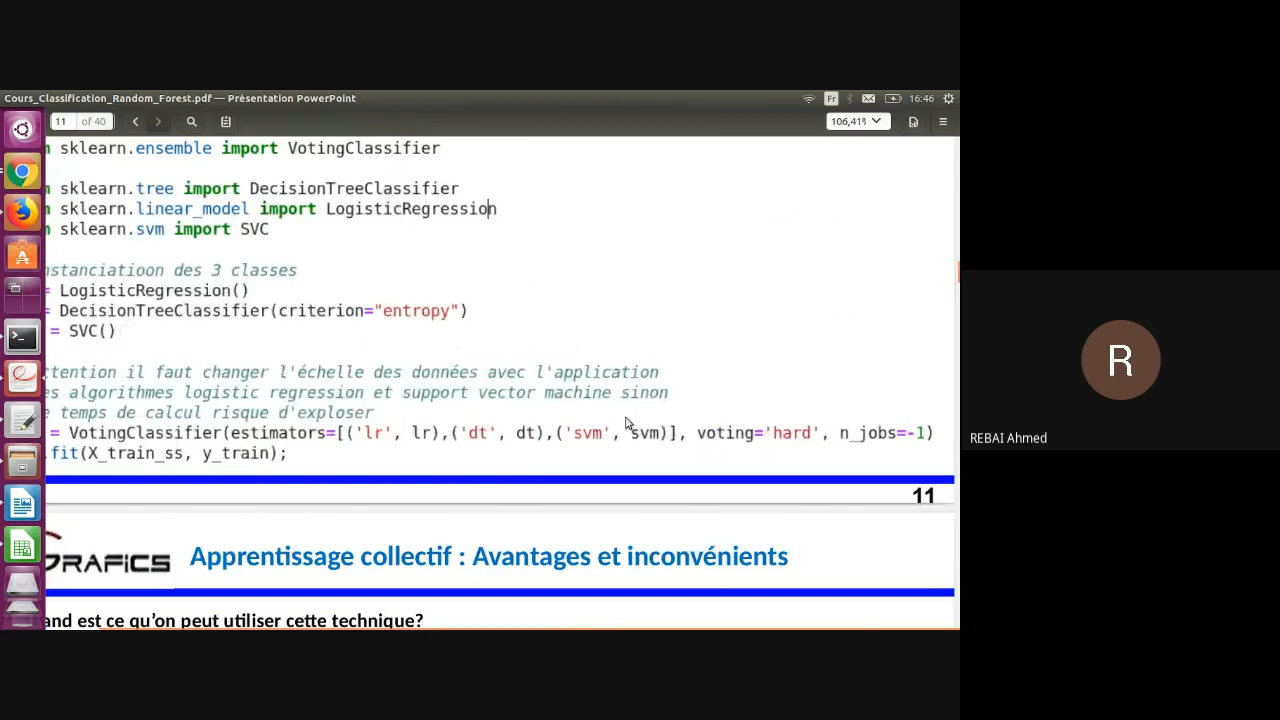 Cours_Classification_Random_Forest.pdf — Présentation PowerPoint
Fr
16:46
11 of 40
106,41%
sklearn.ensemble import VotingClassifier
sklearn.tree import DecisionTreeClassifier
sklearn.linear_model import LogisticRegression
sklearn.svm import SVC
nstanciatioon des 3 classes
= LogisticRegression()
= DecisionTreeClassifier(criterion="entropy")
= SVC()
ttention il faut changer l'échelle des données avec l'application
es algorithmes logistic regression et support vector machine sinon
e temps de calcul risque d'exploser
= VotingClassifier(estimators=[('lr', lr),('dt', dt),('svm', svm)], voting='hard', n_jobs=-1)
.fit(X_train_ss, y_train);
11
RAFICS
Apprentissage collectif : Avantages et inconvénients
and est ce qu'on peut utiliser cette technique?
R
REBAI Ahmed